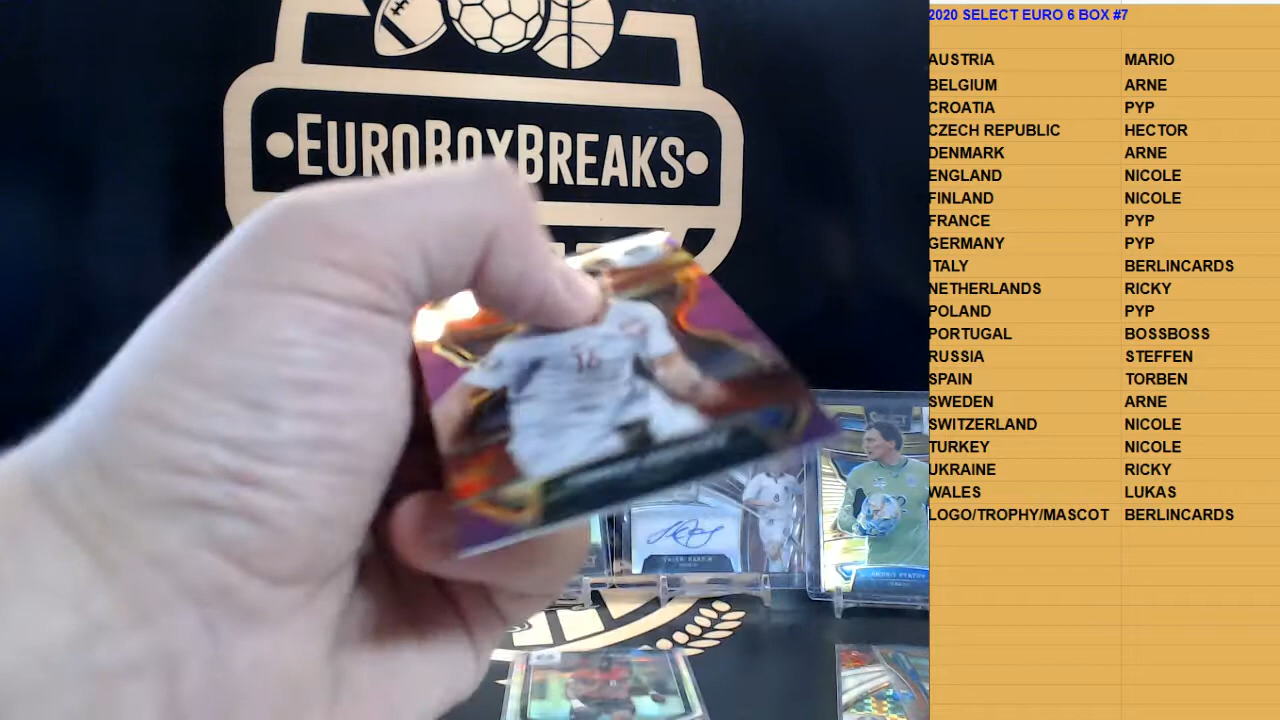 2020 SELECT EURO 6 BOX #7
AUSTRIA MARIO
BELGIUM ARNE
CROATIA PYP
CZECH REPUBLIC HECTOR
DENMARK ARNE
ENGLAND NICOLE
FINLAND NICOLE
FRANCE PYP
GERMANY PYP
ITALY BERLINCARDS
NETHERLANDS RICKY
POLAND PYP
PORTUGAL BOSSBOSS
RUSSIA STEFFEN
SPAIN TORBEN
SWEDEN ARNE
SWITZERLAND NICOLE
TURKEY NICOLE
UKRAINE RICKY
WALES LUKAS
LOGO/TROPHY/MASCOT BERLINCARDS
•EUROBOXBREAKS•
16
8